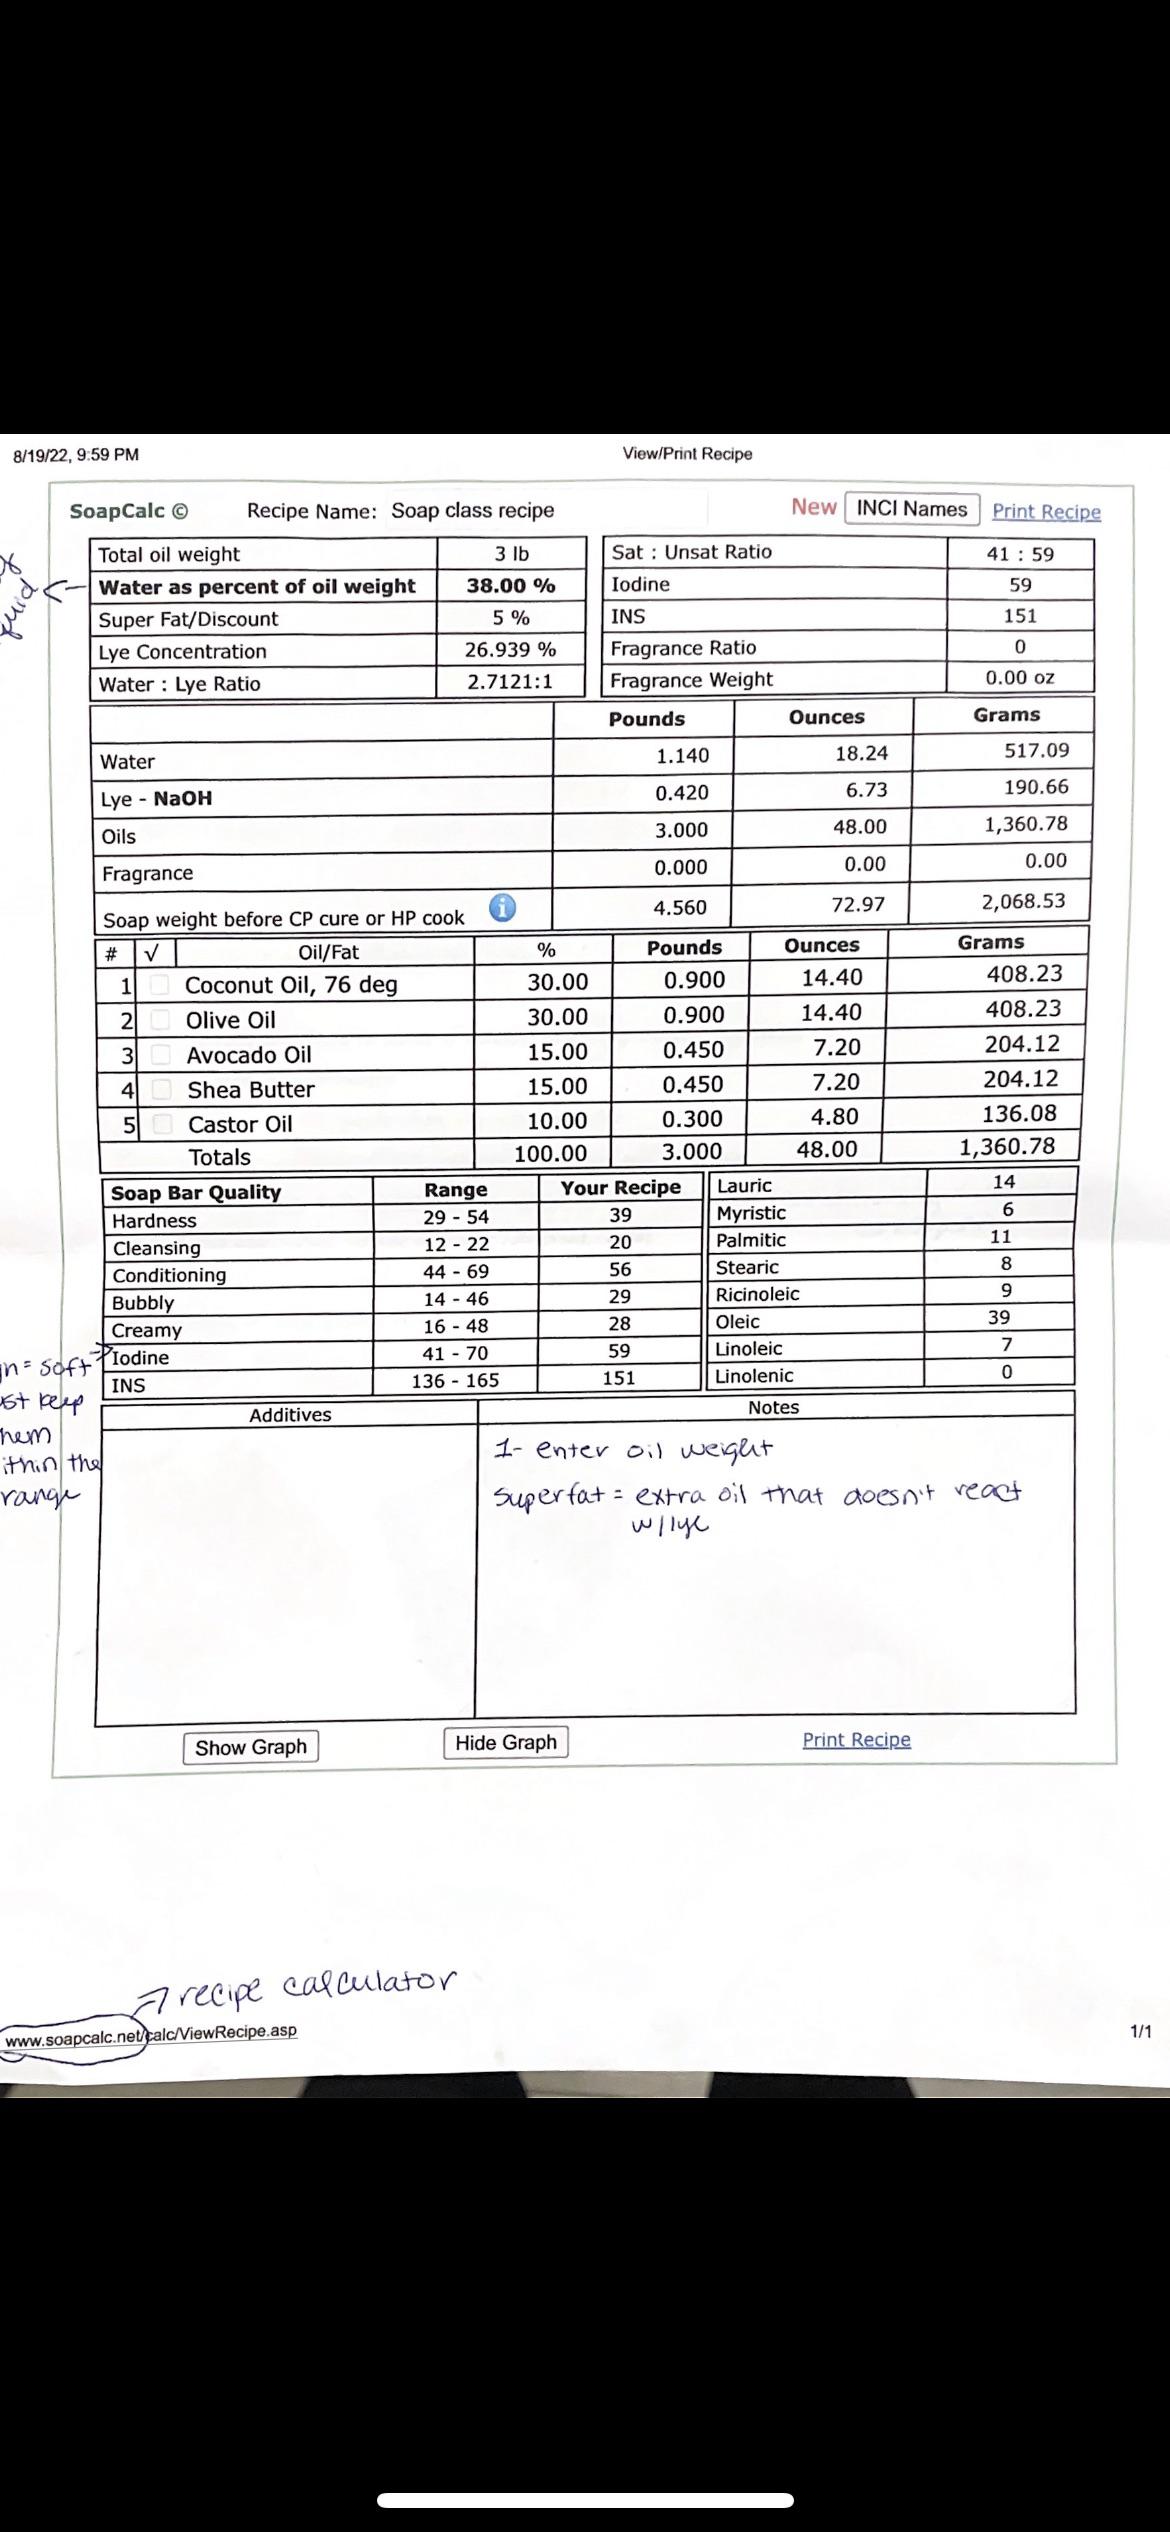 8/19/22, 9:59 PM View/Print Recipe
SoapCalc © Recipe Name: Soap class recipe New INCI Names Print Recipe
Total oil weight 3 lb Sat : Unsat Ratio 41 : 59
Water as percent of oil weight 38.00 % Iodine 59
Super Fat/Discount 5 % INS 151
Lye Concentration 26.939 % Fragrance Ratio 0
Water : Lye Ratio 2.7121:1 Fragrance Weight 0.00 oz
Pounds Ounces Grams
Water 1.140 18.24 517.09
Lye - NaOH 0.420 6.73 190.66
Oils 3.000 48.00 1,360.78
Fragrance 0.000 0.00 0.00
Soap weight before CP cure or HP cook i 4.560 72.97 2,068.53
# √ Oil/Fat % Pounds Ounces Grams
1 Coconut Oil, 76 deg 30.00 0.900 14.40 408.23
2 Olive Oil 30.00 0.900 14.40 408.23
3 Avocado Oil 15.00 0.450 7.20 204.12
4 Shea Butter 15.00 0.450 7.20 204.12
5 Castor Oil 10.00 0.300 4.80 136.08
Totals 100.00 3.000 48.00 1,360.78
Soap Bar Quality Range Your Recipe Lauric 14
Hardness 29 - 54 39 Myristic 6
Cleansing 12 - 22 20 Palmitic 11
Conditioning 44 - 69 56 Stearic 8
Bubbly 14 - 46 29 Ricinoleic 9
Creamy 16 - 48 28 Oleic 39
Iodine 41 - 70 59 Linoleic 7
INS 136 - 165 151 Linolenic 0
= soft
keep
the
range
Additives Notes
1- enter oil weight
superfat = extra oil that doesn't react
w/lye
Show Graph Hide Graph Print Recipe
recipe calculator
www.soapcalc.net/calc/ViewRecipe.asp 1/1